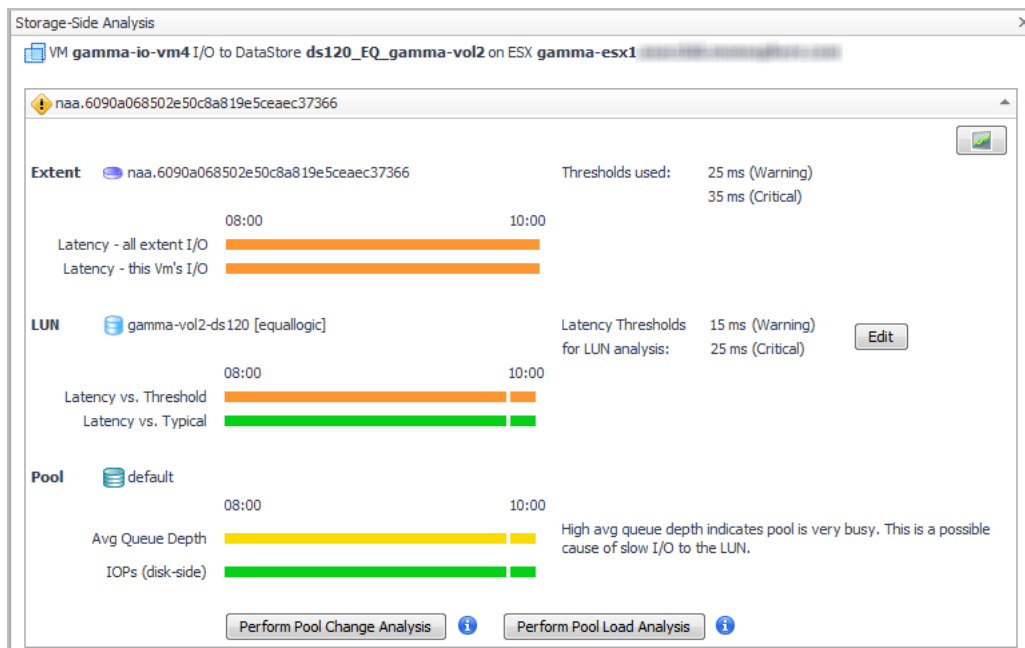 Storage-Side Analysis
VM gamma-io-vm4 I/O to DataStore ds120_EQ_gamma-vol2 on ESX gamma-esx1
naa.6090a068502e50c8a819e5ceaec37366
Extent naa.6090a068502e50c8a819e5ceaec37366 Thresholds used: 25 ms (Warning)
35 ms (Critical)
08:00 10:00
Latency - all extent I/O
Latency - this Vm's I/O
LUN gamma-vol2-ds120 [equallogic] Latency Thresholds 15 ms (Warning)
for LUN analysis: 25 ms (Critical) Edit
08:00 10:00
Latency vs. Threshold
Latency vs. Typical
Pool default
08:00 10:00
Avg Queue Depth High avg queue depth indicates pool is very busy. This is a possible
cause of slow I/O to the LUN.
IOPs (disk-side)
Perform Pool Change Analysis Perform Pool Load Analysis